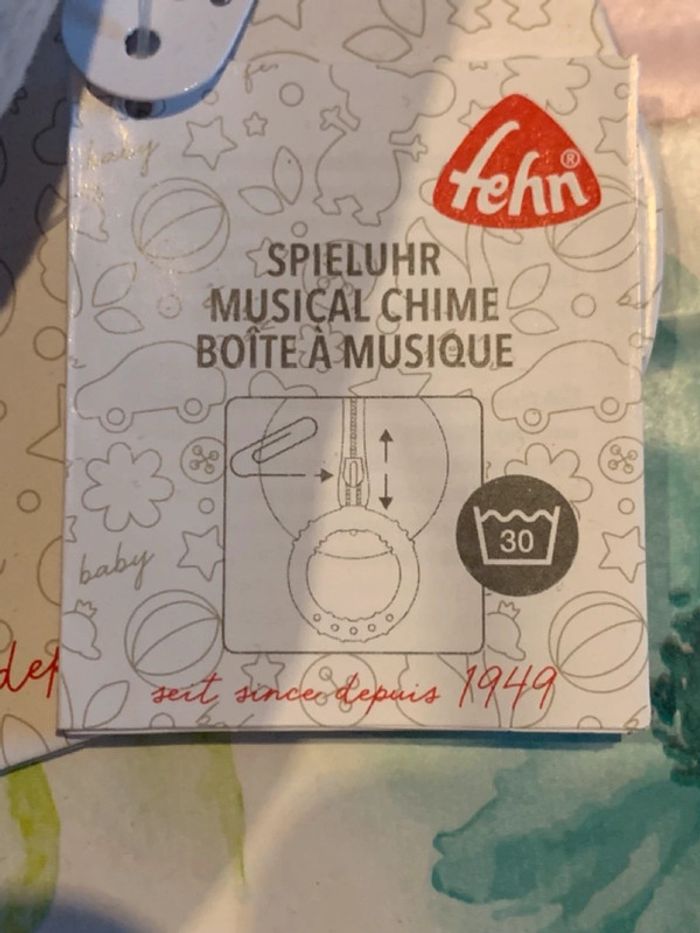 baby
fehn®
SPIELUHR
MUSICAL CHIME
BOÎTE À MUSIQUE
30
baby
seit since depuis 1949